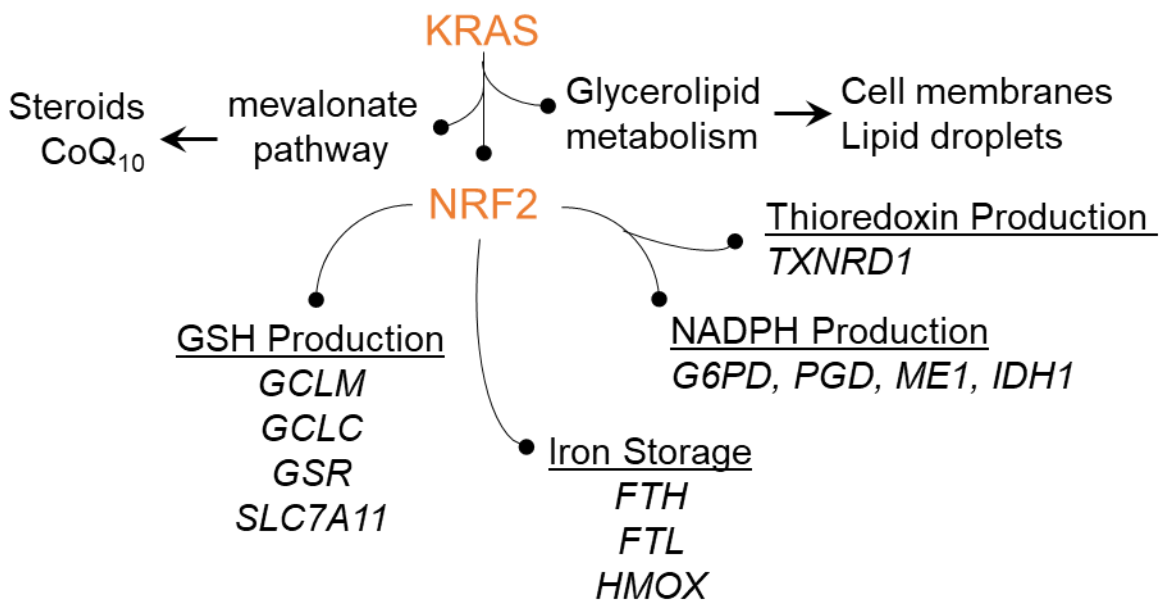 KRAS
Steroids
CoQ₁₀
mevalonate
pathway
Glycerolipid
metabolism
Cell membranes
Lipid droplets
NRF2
Thioredoxin Production
TXNRD1
NADPH Production
G6PD, PGD, ME1, IDH1
GSH Production
GCLM
GCLC
GSR
SLC7A11
Iron Storage
FTH
FTL
HMOX